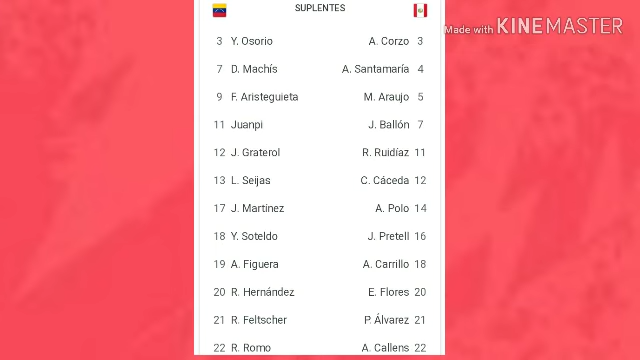 SUPLENTES
Made with KINEMASTER
3 Y. Osorio A. Corzo 3
7 D. Machís A. Santamaría 4
9 F. Aristeguieta M. Araujo 5
11 Juanpi J. Ballón 7
12 J. Graterol R. Ruidíaz 11
13 L. Seijas C. Cáceda 12
17 J. Martínez A. Polo 14
18 Y. Soteldo J. Pretell 16
19 A. Figuera A. Carrillo 18
20 R. Hernández E. Flores 20
21 R. Feltscher P. Álvarez 21
22 R. Romo A. Callens 22